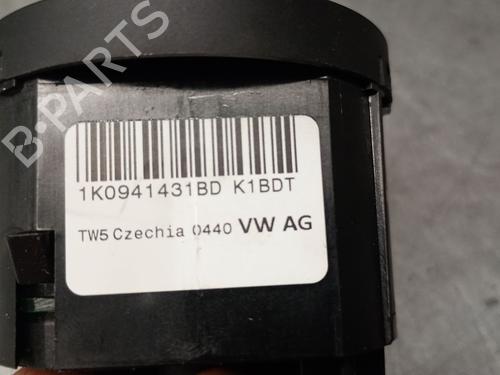 B-PARTS
1K0941431BD K1BDT
TW5 Czechia 0440 VW AG